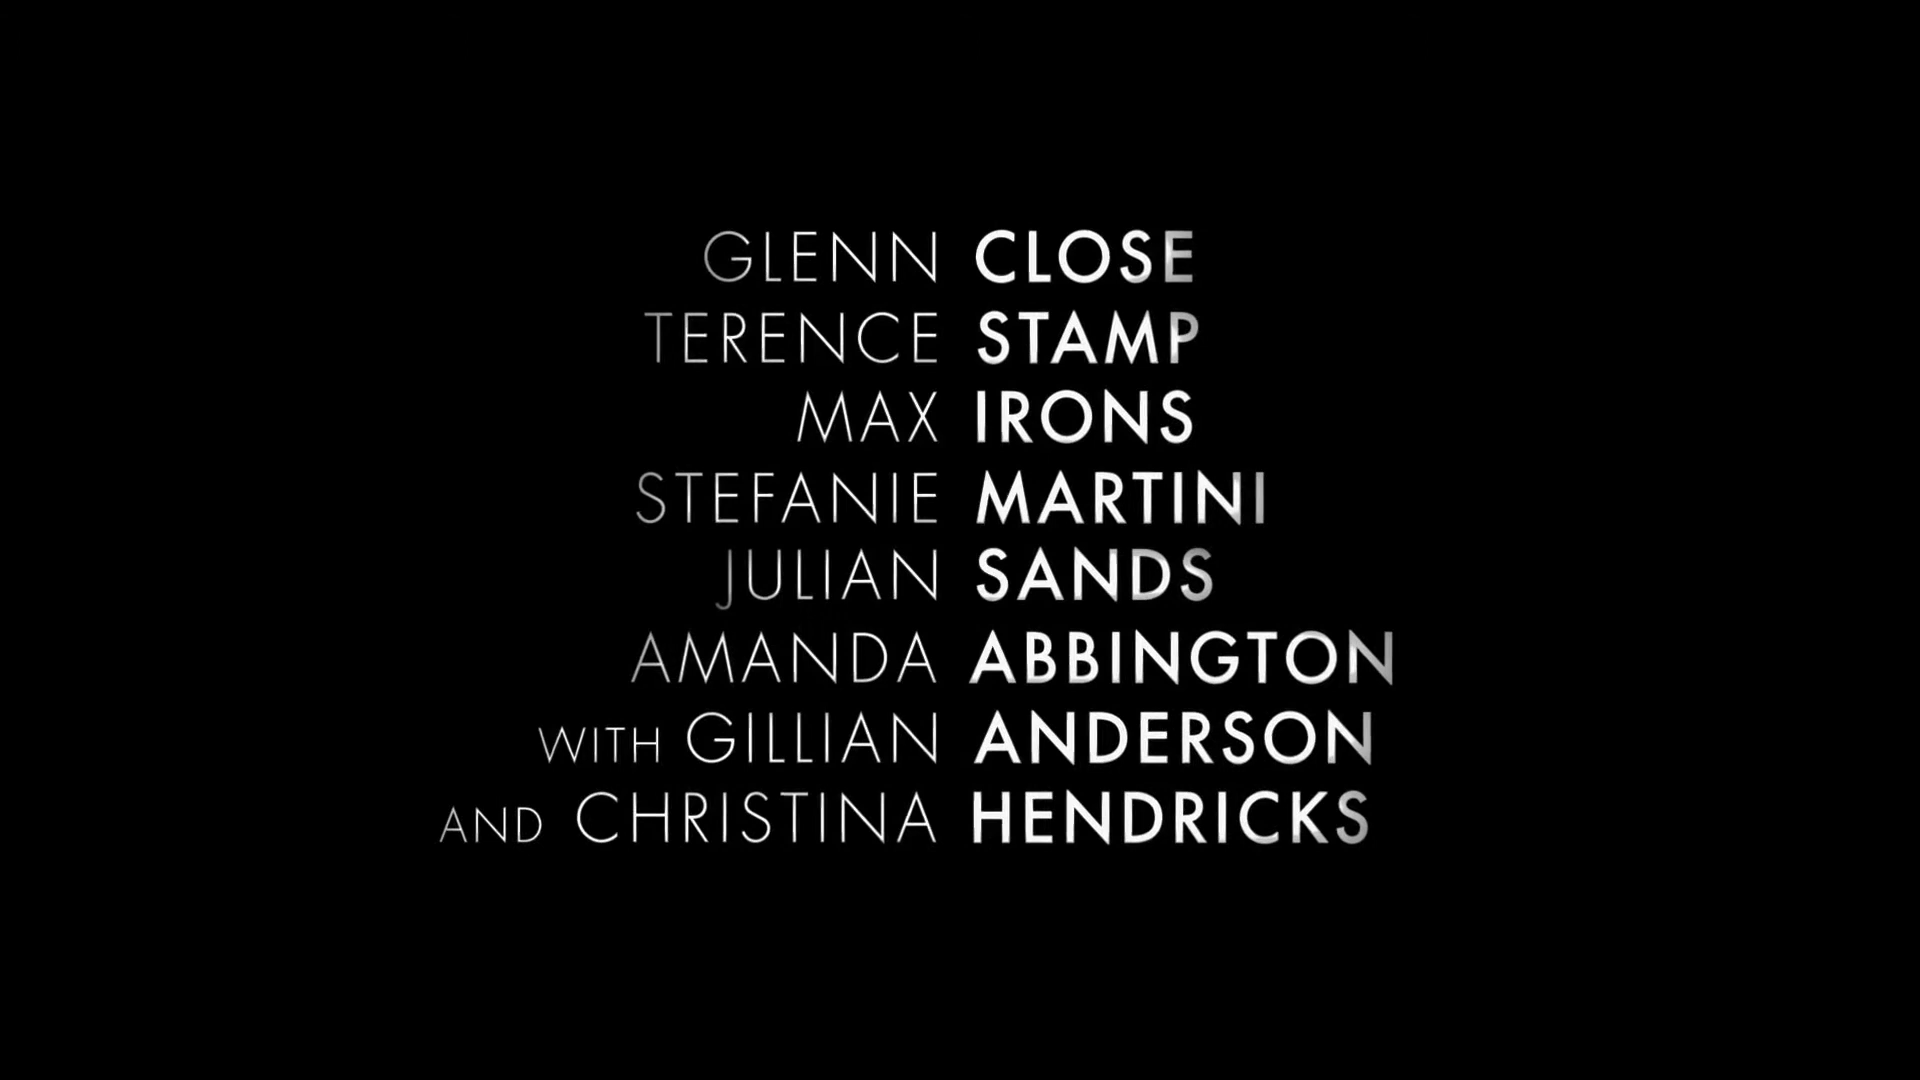 GLENN CLOSE
TERENCE STAMP
MAX IRONS
STEFANIE MARTINI
JULIAN SANDS
AMANDA ABBINGTON
WITH GILLIAN ANDERSON
AND CHRISTINA HENDRICKS